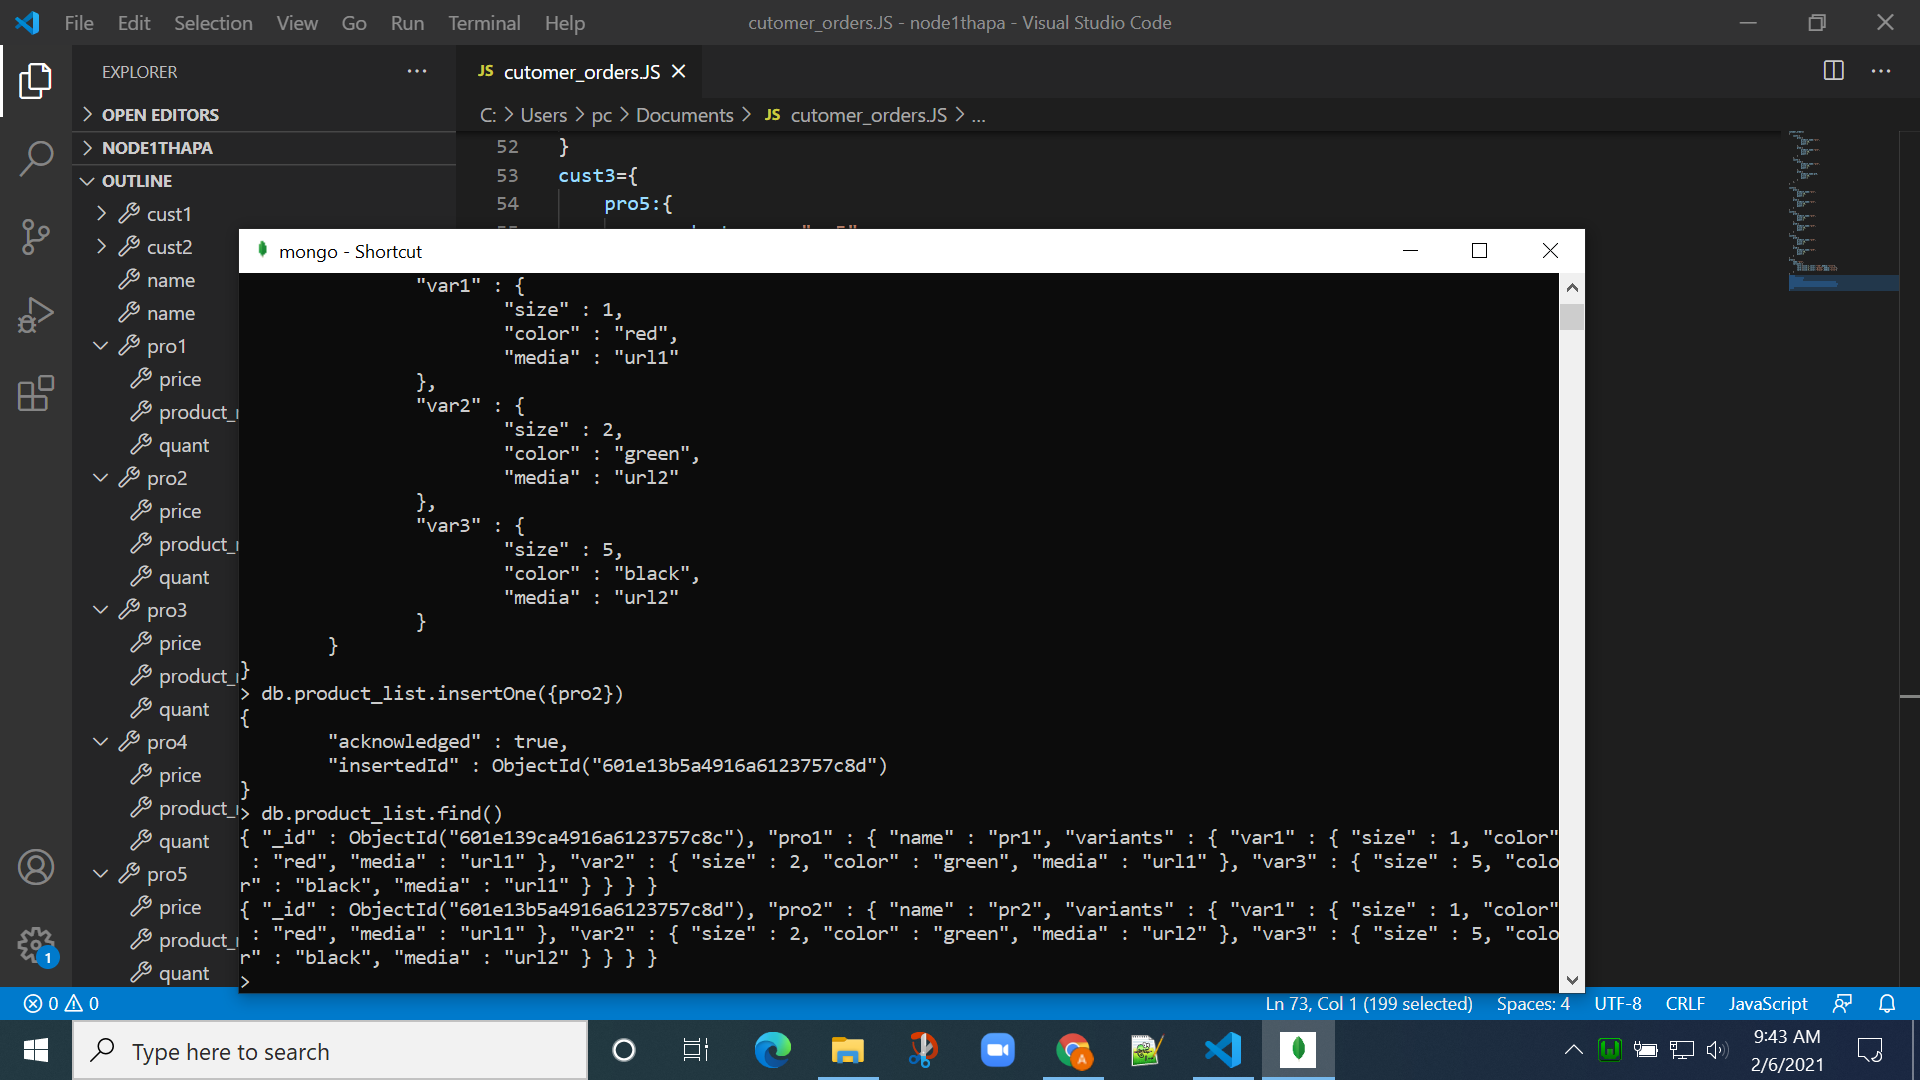 File Edit Selection View Go Run Terminal Help
cutomer_orders.JS - node1thapa - Visual Studio Code
EXPLORER
JS cutomer_orders.JS
OPEN EDITORS
C: > Users > pc > Documents > JS cutomer_orders.JS > ...
NODE1THAPA
52 }
OUTLINE
53 cust3={
cust1
54 pro5:{
cust2
name
name
pro1
price
quant
pro2
price
quant
pro3
price
quant
pro4
price
quant
pro5
price
quant
mongo - Shortcut
"var1" : {
"size" : 1,
"color" : "red",
"media" : "url1"
},
"var2" : {
"size" : 2,
"color" : "green",
"media" : "url2"
},
"var3" : {
"size" : 5,
"color" : "black",
"media" : "url2"
}
}
}
> db.product_list.insertOne({pro2})
{
"acknowledged" : true,
"insertedId" : ObjectId("601e13b5a4916a6123757c8d")
}
> db.product_list.find()
{ "_id" : ObjectId("601e139ca4916a6123757c8c"), "pro1" : { "name" : "pr1", "variants" : { "var1" : { "size" : 1, "color"
: "red", "media" : "url1" }, "var2" : { "size" : 2, "color" : "green", "media" : "url1" }, "var3" : { "size" : 5, "colo
r" : "black", "media" : "url1" } } } }
{ "_id" : ObjectId("601e13b5a4916a6123757c8d"), "pro2" : { "name" : "pr2", "variants" : { "var1" : { "size" : 1, "color"
: "red", "media" : "url1" }, "var2" : { "size" : 2, "color" : "green", "media" : "url2" }, "var3" : { "size" : 5, "colo
r" : "black", "media" : "url2" } } } }
>
1
0 0
Ln 73, Col 1 (199 selected) Spaces: 4 UTF-8 CRLF JavaScript
Type here to search
A
9:43 AM
2/6/2021